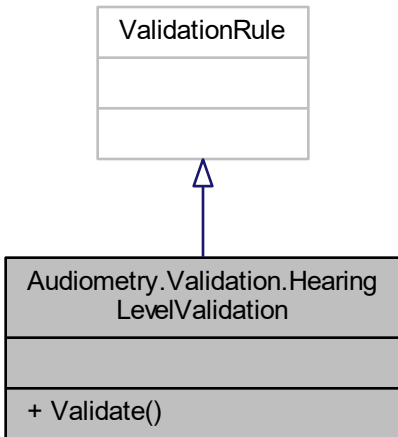 ValidationRule
Audiometry.Validation.Hearing
LevelValidation
+ Validate()